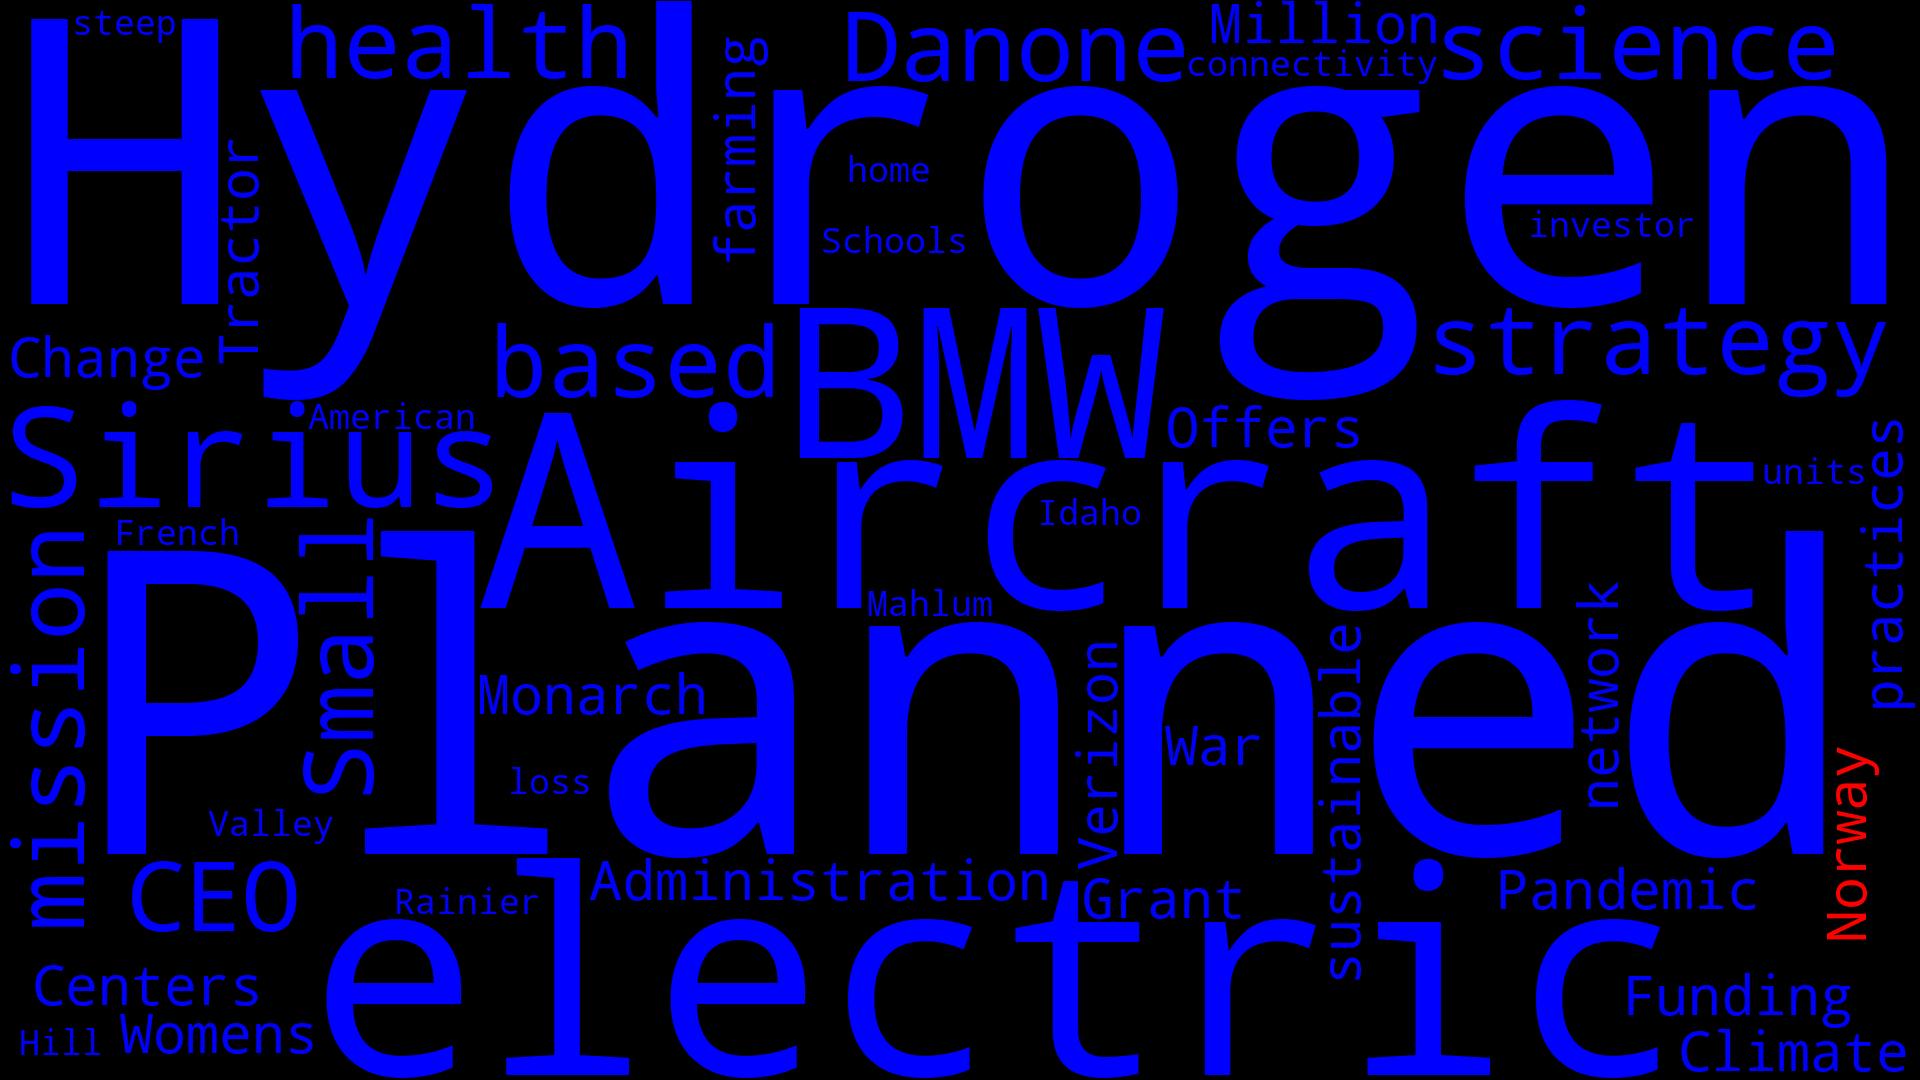 steep
health
Danone
Million
connectivity
science
Hydrogen
farming
Tractor
home
Schools
investor
Change
based
BMW
strategy
Sirius
American
Aircraft
Offers
units
practices
Idaho
French
mission
Small
Planned
Mahlum
Monarch
Verizon
War
sustainable
network
loss
Valley
Norway
CEO
Rainier
Administration
Grant
Pandemic
electric
Centers
Funding
Hill
Womens
Climate